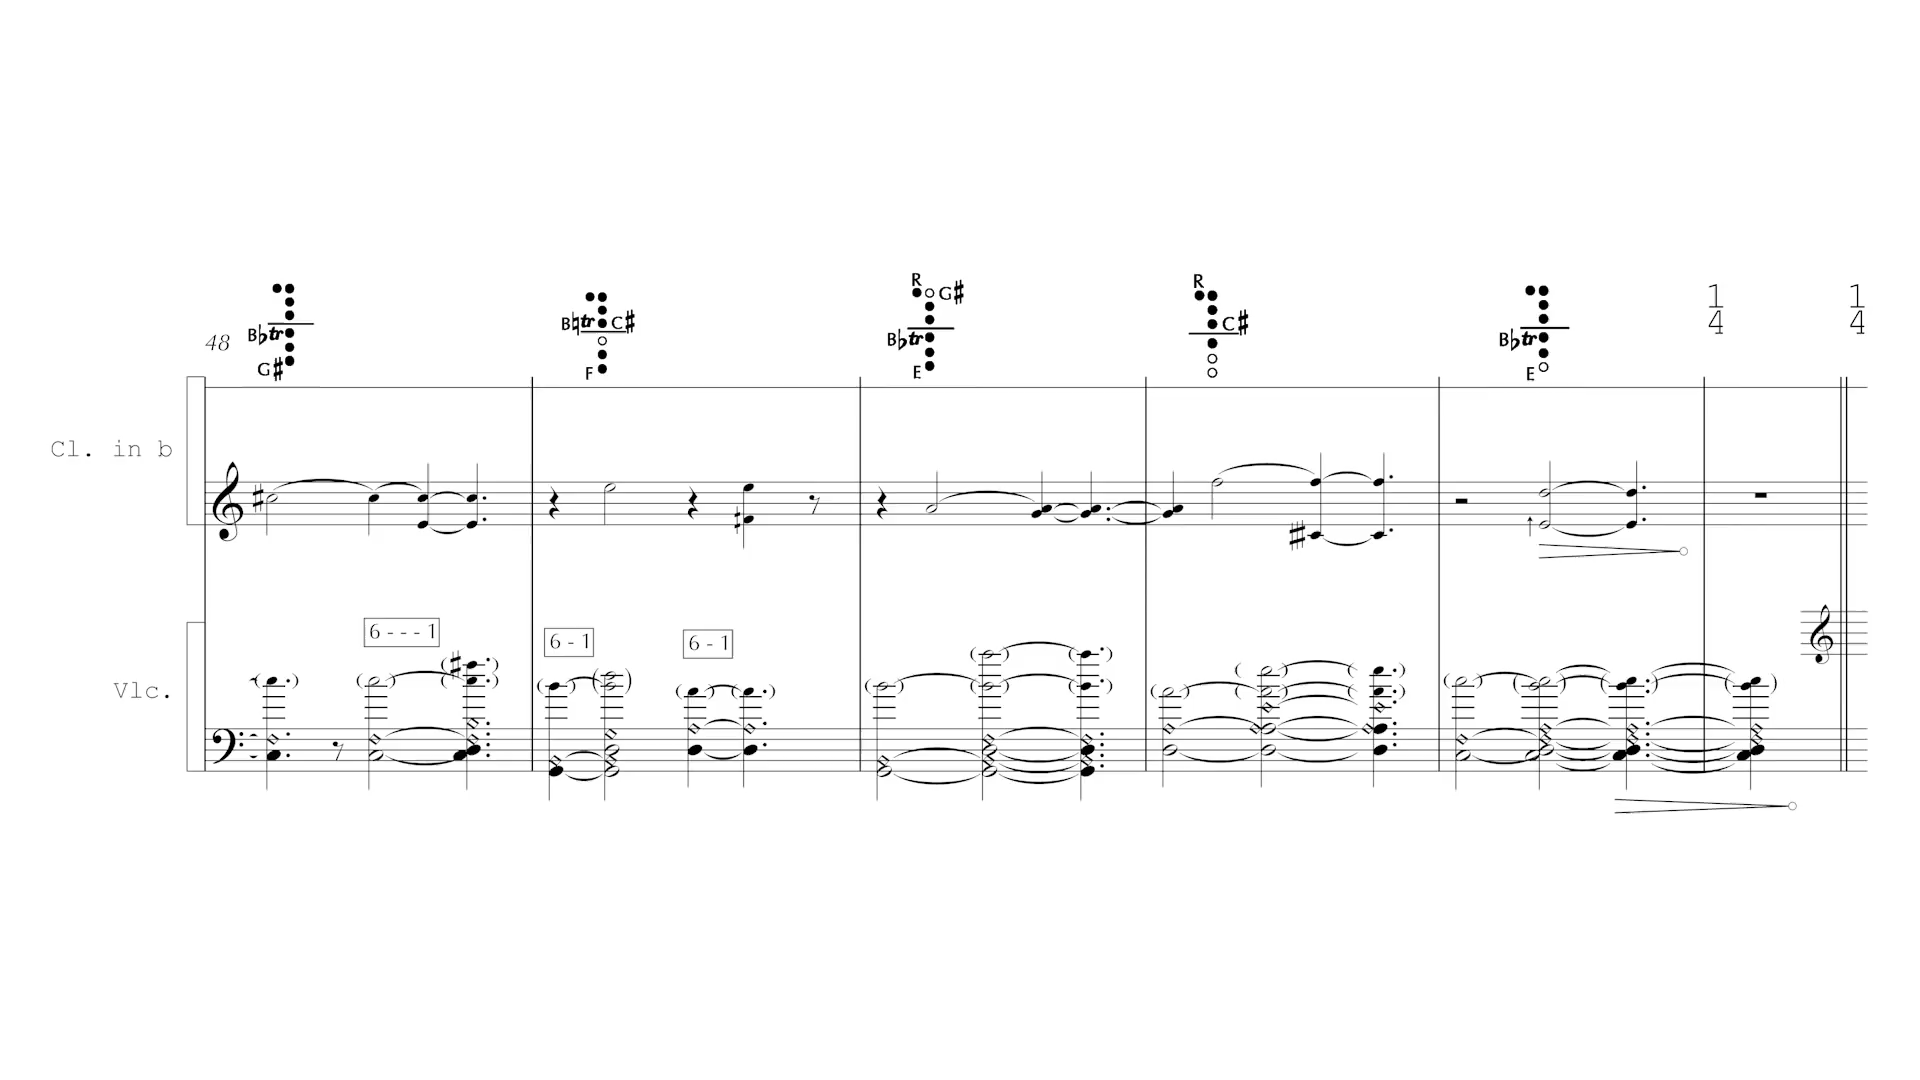 R
R
G♯
1 1
4 4
B♮tr C♯
C♯
48
B♭tr
B♭tr
B♭tr
G♯
F
E
E
Cl. in b
6 - - - 1
6 - 1
6 - 1
Vlc.